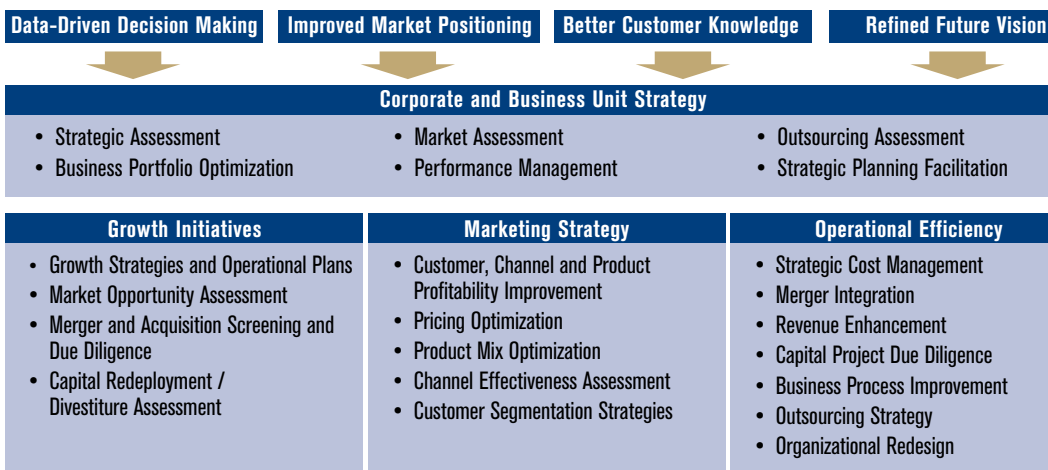 Data-Driven Decision Making
Improved Market Positioning
Better Customer Knowledge
Refined Future Vision
Corporate and Business Unit Strategy
• Strategic Assessment
• Business Portfolio Optimization
• Market Assessment
• Performance Management
• Outsourcing Assessment
• Strategic Planning Facilitation
Growth Initiatives
• Growth Strategies and Operational Plans
• Market Opportunity Assessment
• Merger and Acquisition Screening and
Due Diligence
• Capital Redeployment /
Divestiture Assessment
Marketing Strategy
• Customer, Channel and Product
Profitability Improvement
• Pricing Optimization
• Product Mix Optimization
• Channel Effectiveness Assessment
• Customer Segmentation Strategies
Operational Efficiency
• Strategic Cost Management
• Merger Integration
• Revenue Enhancement
• Capital Project Due Diligence
• Business Process Improvement
• Outsourcing Strategy
• Organizational Redesign